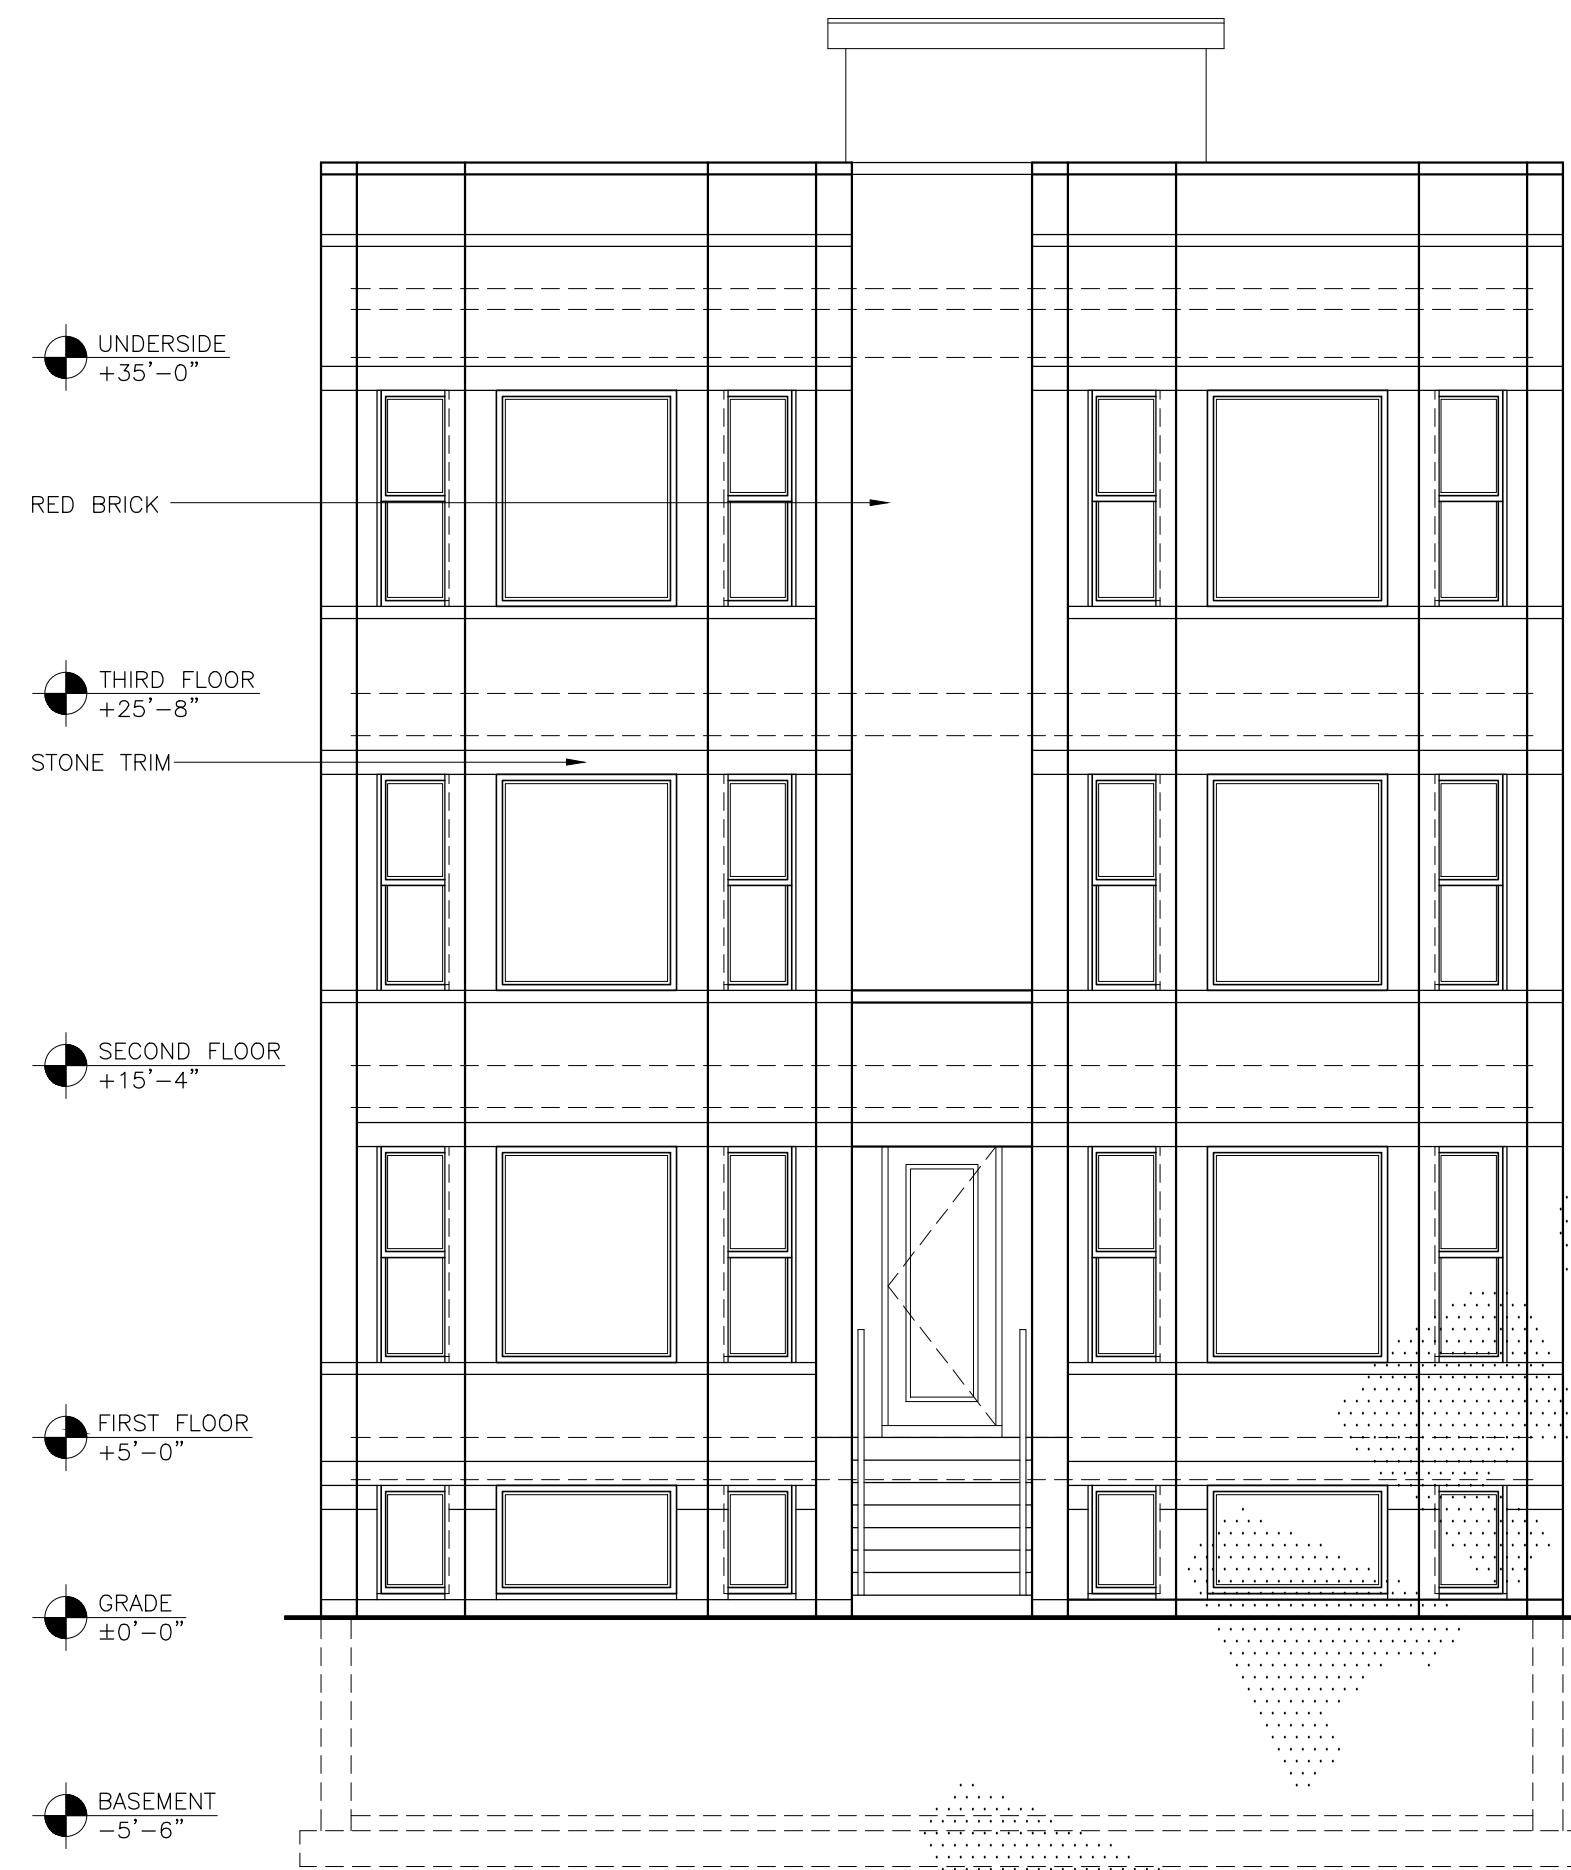 UNDERSIDE
+35'-0"
RED BRICK
THIRD FLOOR
+25'-8"
STONE TRIM
SECOND FLOOR
+15'-4"
FIRST FLOOR
+5'-0"
GRADE
±0'-0"
BASEMENT
-5'-6"